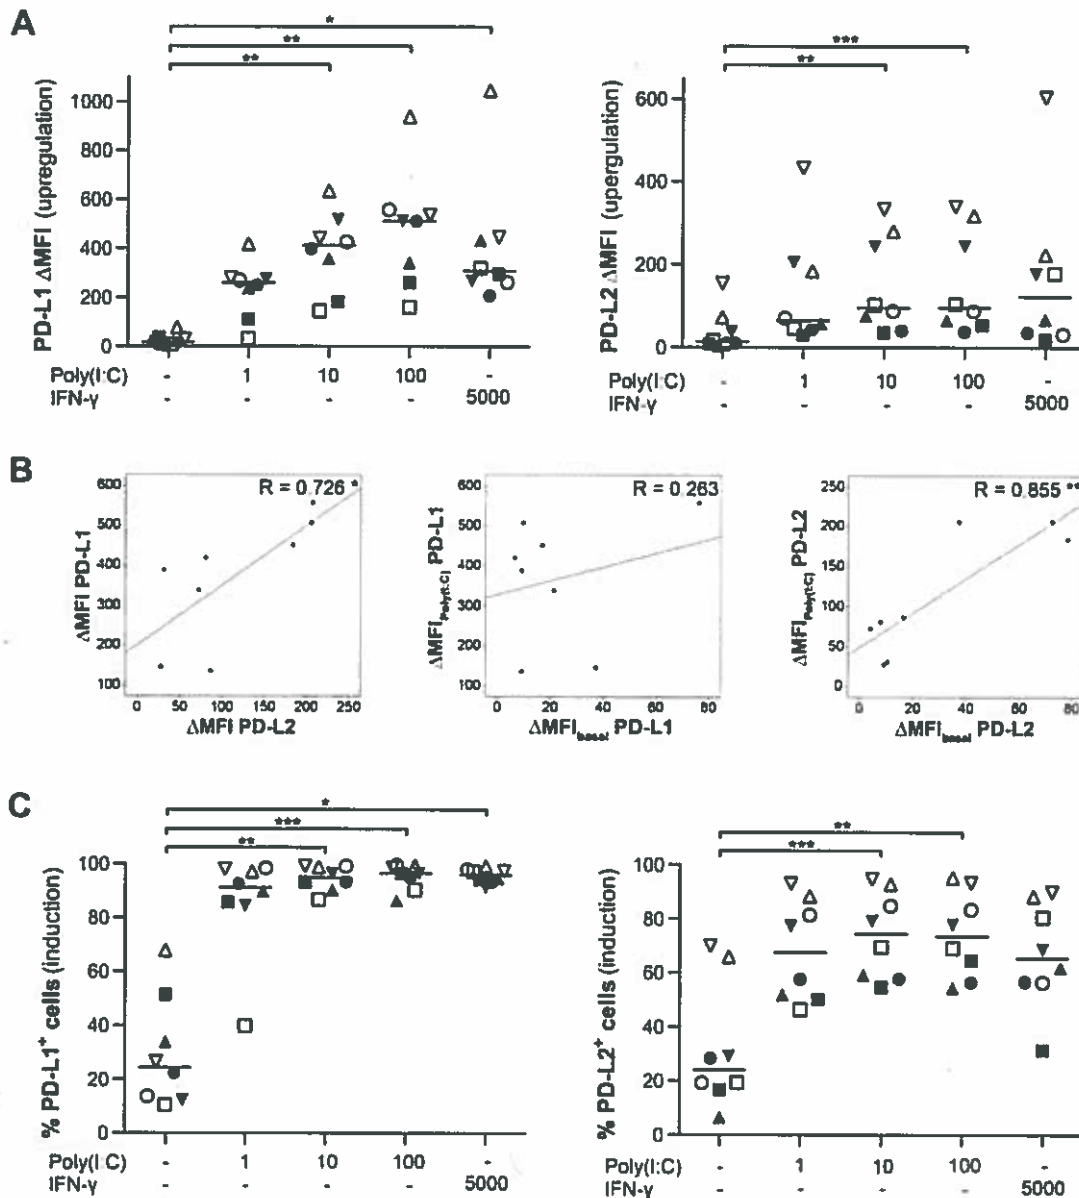 A
*
**
**
PD-L1 ΔMFI (upregulation)
1000
800
600
400
200
0
Poly(I:C) - 1 10 100 -
IFN-γ - - - - 5000
***
**
PD-L2 ΔMFI (upergulation)
600
400
200
0
Poly(I:C) - 1 10 100 -
IFN-γ - - - - 5000
B
R = 0.726 *
ΔMFI PD-L1
600
500
400
300
200
100
0 50 100 150 200 250
ΔMFI PD-L2
R = 0.263
ΔMFIPoly(I:C) PD-L1
600
500
400
300
200
100
0 20 40 60 80
ΔMFIbasal PD-L1
R = 0.855 **
ΔMFIPoly(I:C) PD-L2
250
200
150
100
50
0
0 20 40 60 80
ΔMFIbasal PD-L2
C
*
***
**
% PD-L1+ cells (induction)
100
80
60
40
20
0
Poly(I:C) - 1 10 100 -
IFN-γ - - - - 5000
**
***
% PD-L2+ cells (induction)
100
80
60
40
20
0
Poly(I:C) - 1 10 100 -
IFN-γ - - - - 5000